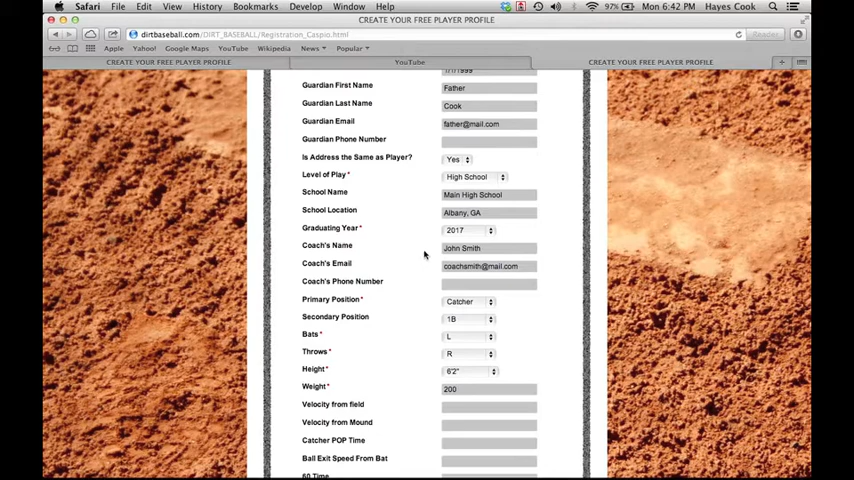 Safari File Edit View History Bookmarks Develop Window Help 97% Mon 6:42 PM Hayes Cook
CREATE YOUR FREE PLAYER PROFILE
dirtbaseball.com/DIRT_BASEBALL/Registration_Caspio.html Reader
Apple Yahoo! Google Maps YouTube Wikipedia News Popular
CREATE YOUR FREE PLAYER PROFILE YouTube CREATE YOUR FREE PLAYER PROFILE +
Guardian First Name Father
Guardian Last Name Cook
Guardian Email father@mail.com
Guardian Phone Number
Is Address the Same as Player? Yes
Level of Play* High School
School Name Main High School
School Location Albany, GA
Graduating Year* 2017
Coach's Name John Smith
Coach's Email coachsmith@mail.com
Coach's Phone Number
Primary Position* Catcher
Secondary Position 1B
Bats* L
Throws* R
Height* 6'2"
Weight* 200
Velocity from field
Velocity from Mound
Catcher POP Time
Ball Exit Speed From Bat
60 Time